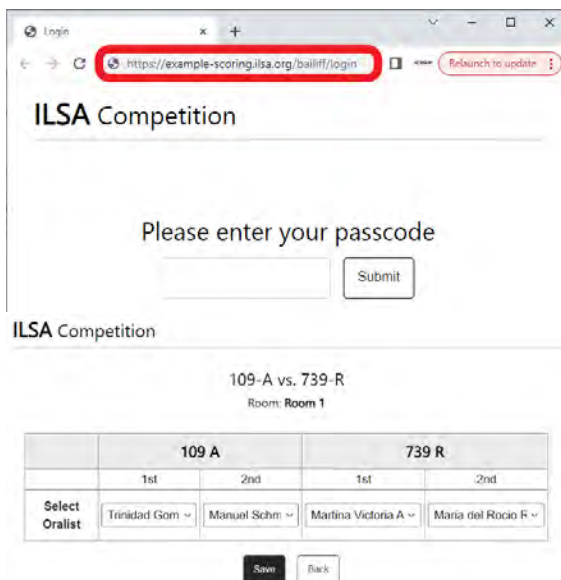 Login
https://example-scoring.ilsa.org/bailiff/login
Relaunch to update
ILSA Competition
Please enter your passcode
Submit
ILSA Competition
109-A vs. 739-R
Room: Room 1
109 A 739 R
1st 2nd 1st 2nd
Select Oralist Trinidad Gom Manuel Schm Martina Victoria A Maria del Rocio R
Save Back